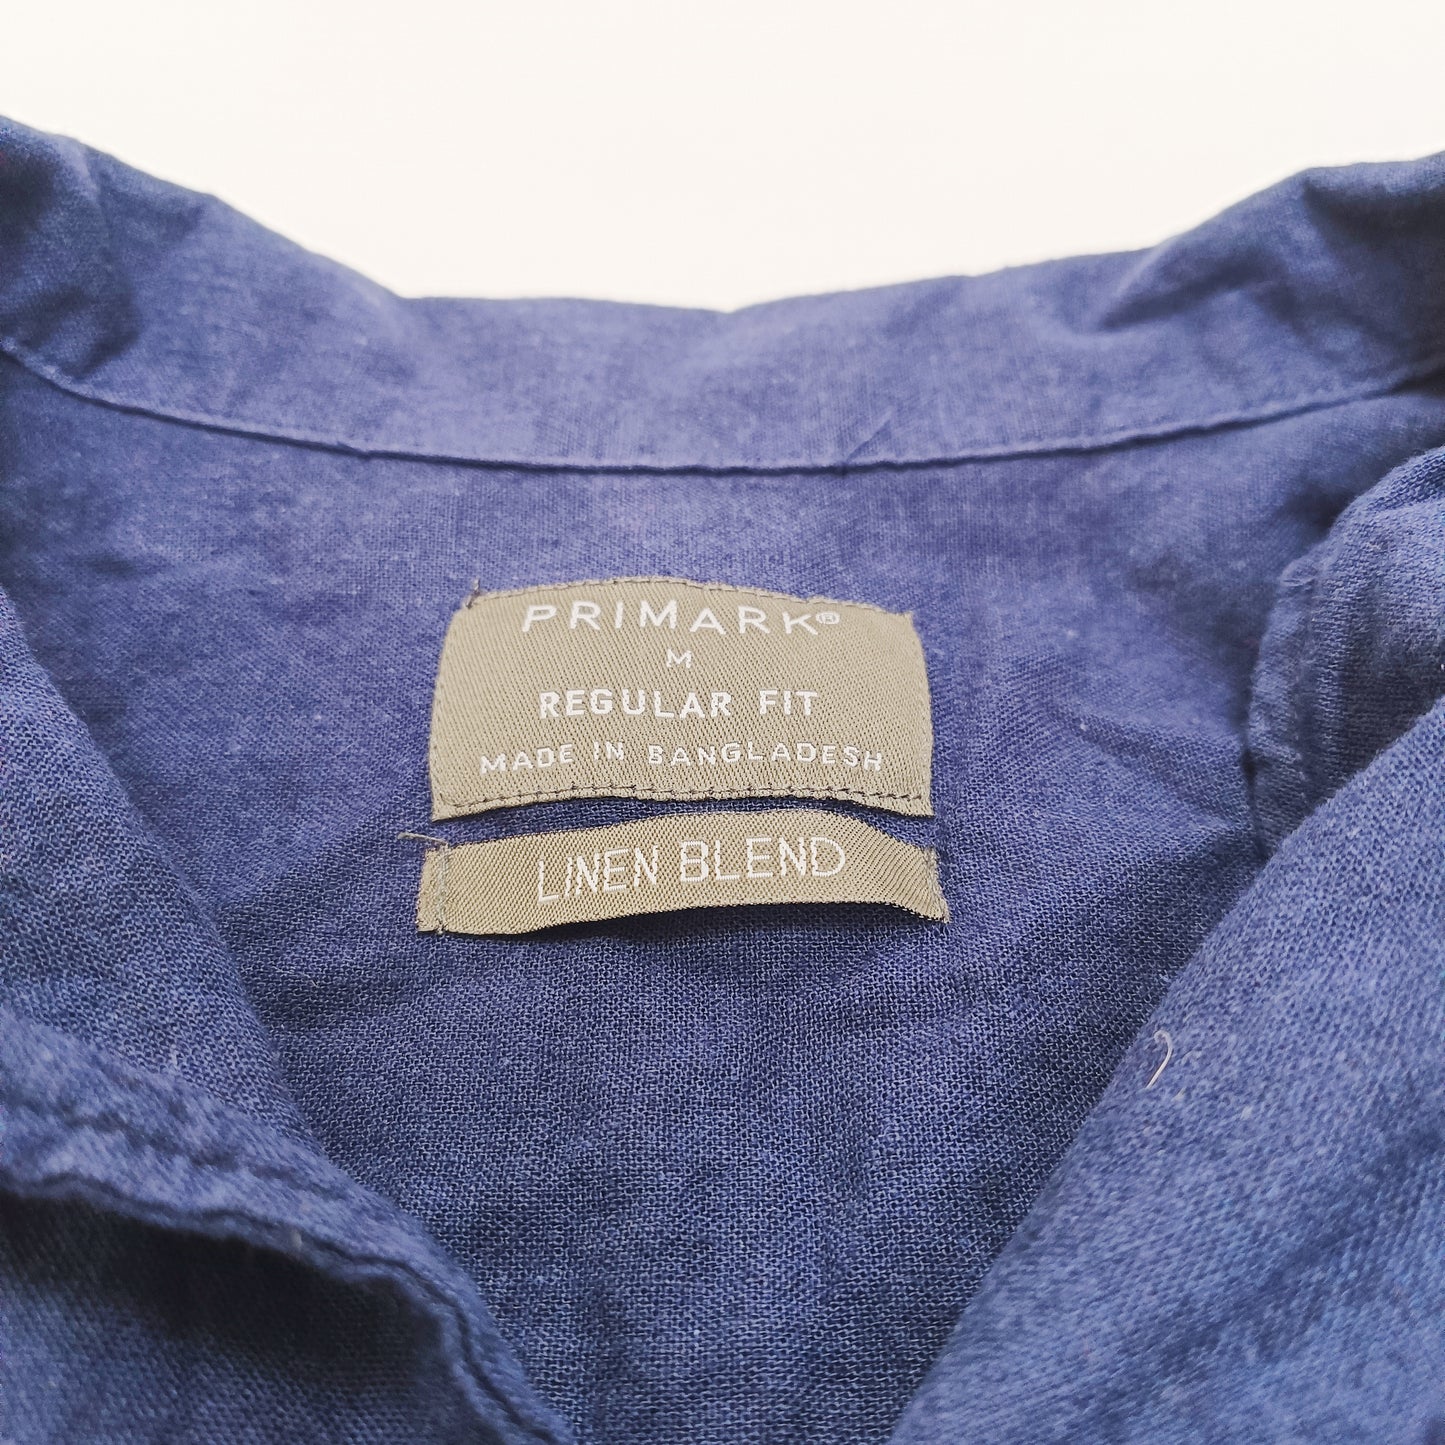 PRIMARK®
M
REGULAR FIT
MADE IN BANGLADESH
LINEN BLEND